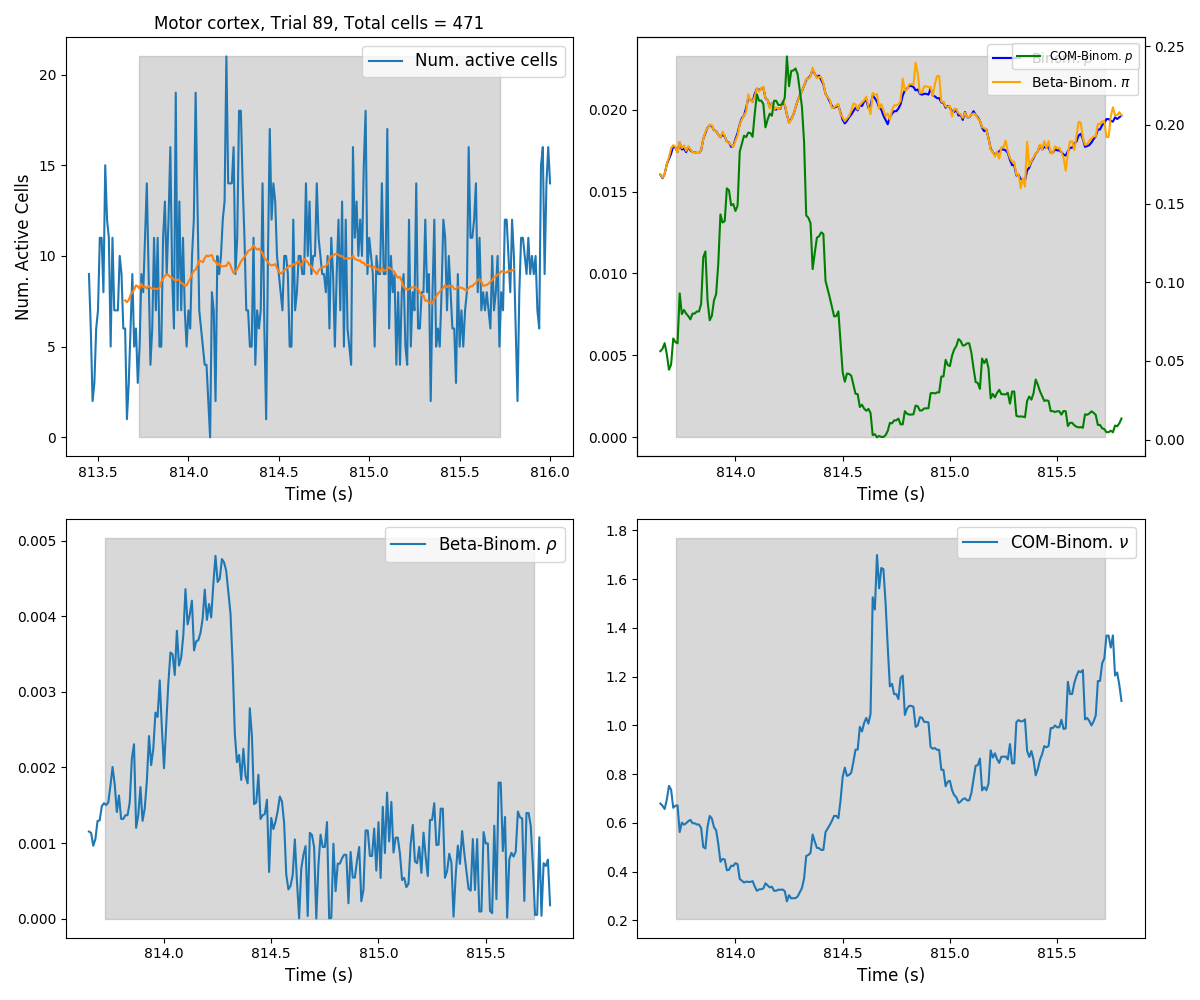 Motor cortex, Trial 89, Total cells = 471
Num. active cells
Num. Active Cells
20
15
10
5
0
813.5 814.0 814.5 815.0 815.5 816.0
Time (s)
COM-Binom. p
Beta-Binom. π
0.020
0.015
0.010
0.005
0.000
0.25
0.20
0.15
0.10
0.05
0.00
814.0 814.5 815.0 815.5
Time (s)
Beta-Binom. ρ
0.005
0.004
0.003
0.002
0.001
0.000
814.0 814.5 815.0 815.5
Time (s)
COM-Binom. ν
1.8
1.6
1.4
1.2
1.0
0.8
0.6
0.4
0.2
814.0 814.5 815.0 815.5
Time (s)